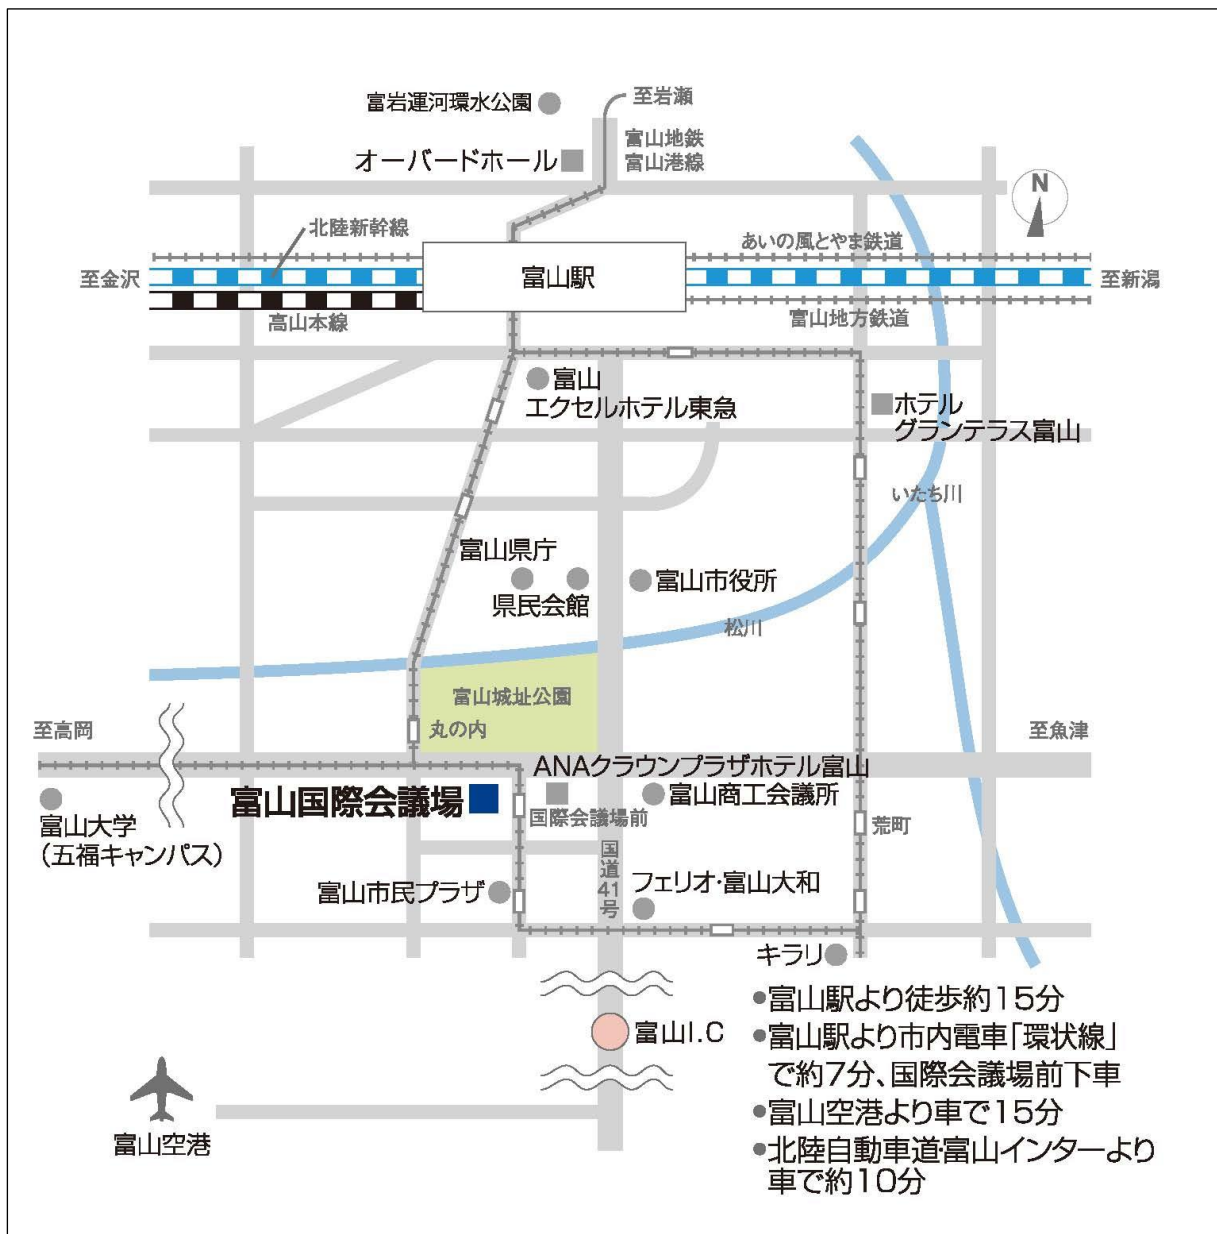 富岩運河環水公園
至岩瀬
富山地鉄
富山港線
オーバードホール
N
北陸新幹線
あいの風とやま鉄道
至金沢
富山駅
至新潟
高山本線
富山地方鉄道
富山
エクセルホテル東急
ホテル
グランテラス富山
いたち川
富山県庁
県民会館
富山市役所
松川
富山城址公園
丸の内
至高岡
至魚津
ANAクラウンプラザホテル富山
富山国際会議場
富山商工会議所
国際会議場前
荒町
富山大学
(五福キャンパス)
国道41号
富山市民プラザ
フェリオ・富山大和
キラリ
富山I.C
富山空港
●富山駅より徒歩約15分
●富山駅より市内電車「環状線」
で約7分、国際会議場前下車
●富山空港より車で15分
●北陸自動車道・富山インターより
車で約10分